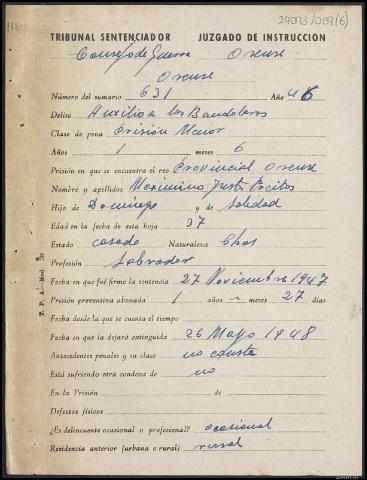 24093/059(6)
TRIBUNAL SENTENCIADOR JUZGADO DE INSTRUCCION
Consejo de Guerra Orense
Orense
Número del sumario 631 Año 46
Delito Auxilio a los Bandoleros
Clase de pena Prisión Menor
Años 1 meses 6
Prisión en que se encuentra el reo Provincial Orense
Nombre y apellidos Maximino Justo Freitas
Hijo de Domingo y de Soledad
Edad en la fecha de esta hoja 37
Estado casado Naturaleza
Profesión Labrador
Fecha en que fué firme la sentencia 27 Noviembre 1947
Prisión preventiva abonada 1 años - meses 27 días
Fecha desde la que se cuenta el tiempo
Fecha en que la dejará extinguida 26 Mayo 1948
Antecedentes penales y su clase no consta
Está sufriendo otra condena de no
En la Prisión de
Defectos físicos
¿Es delincuente ocasional o profesional? ocasional
Residencia anterior (urbana o rural) rural